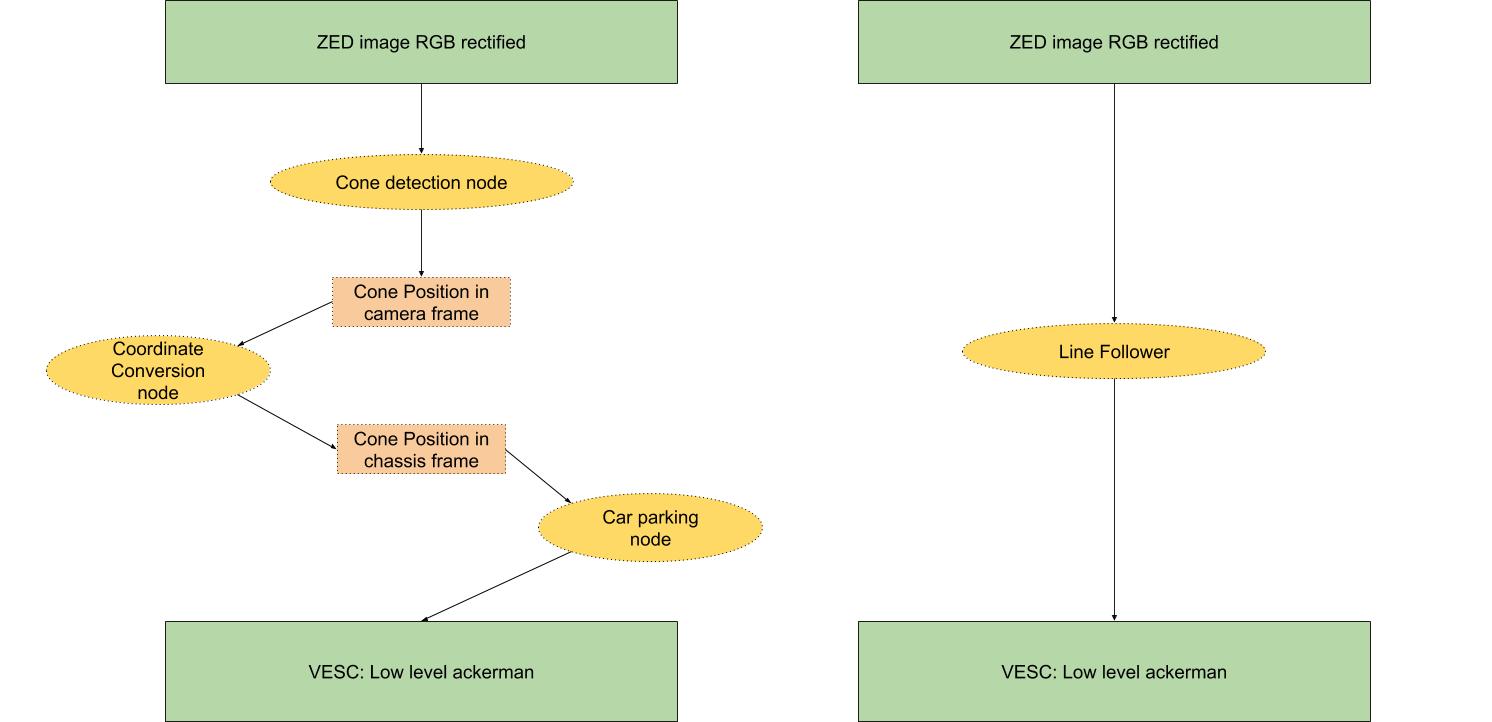 ZED image RGB rectified
Cone detection node
Cone Position in
camera frame
Coordinate
Conversion
node
Cone Position in
chassis frame
Car parking
node
VESC: Low level ackerman
ZED image RGB rectified
Line Follower
VESC: Low level ackerman